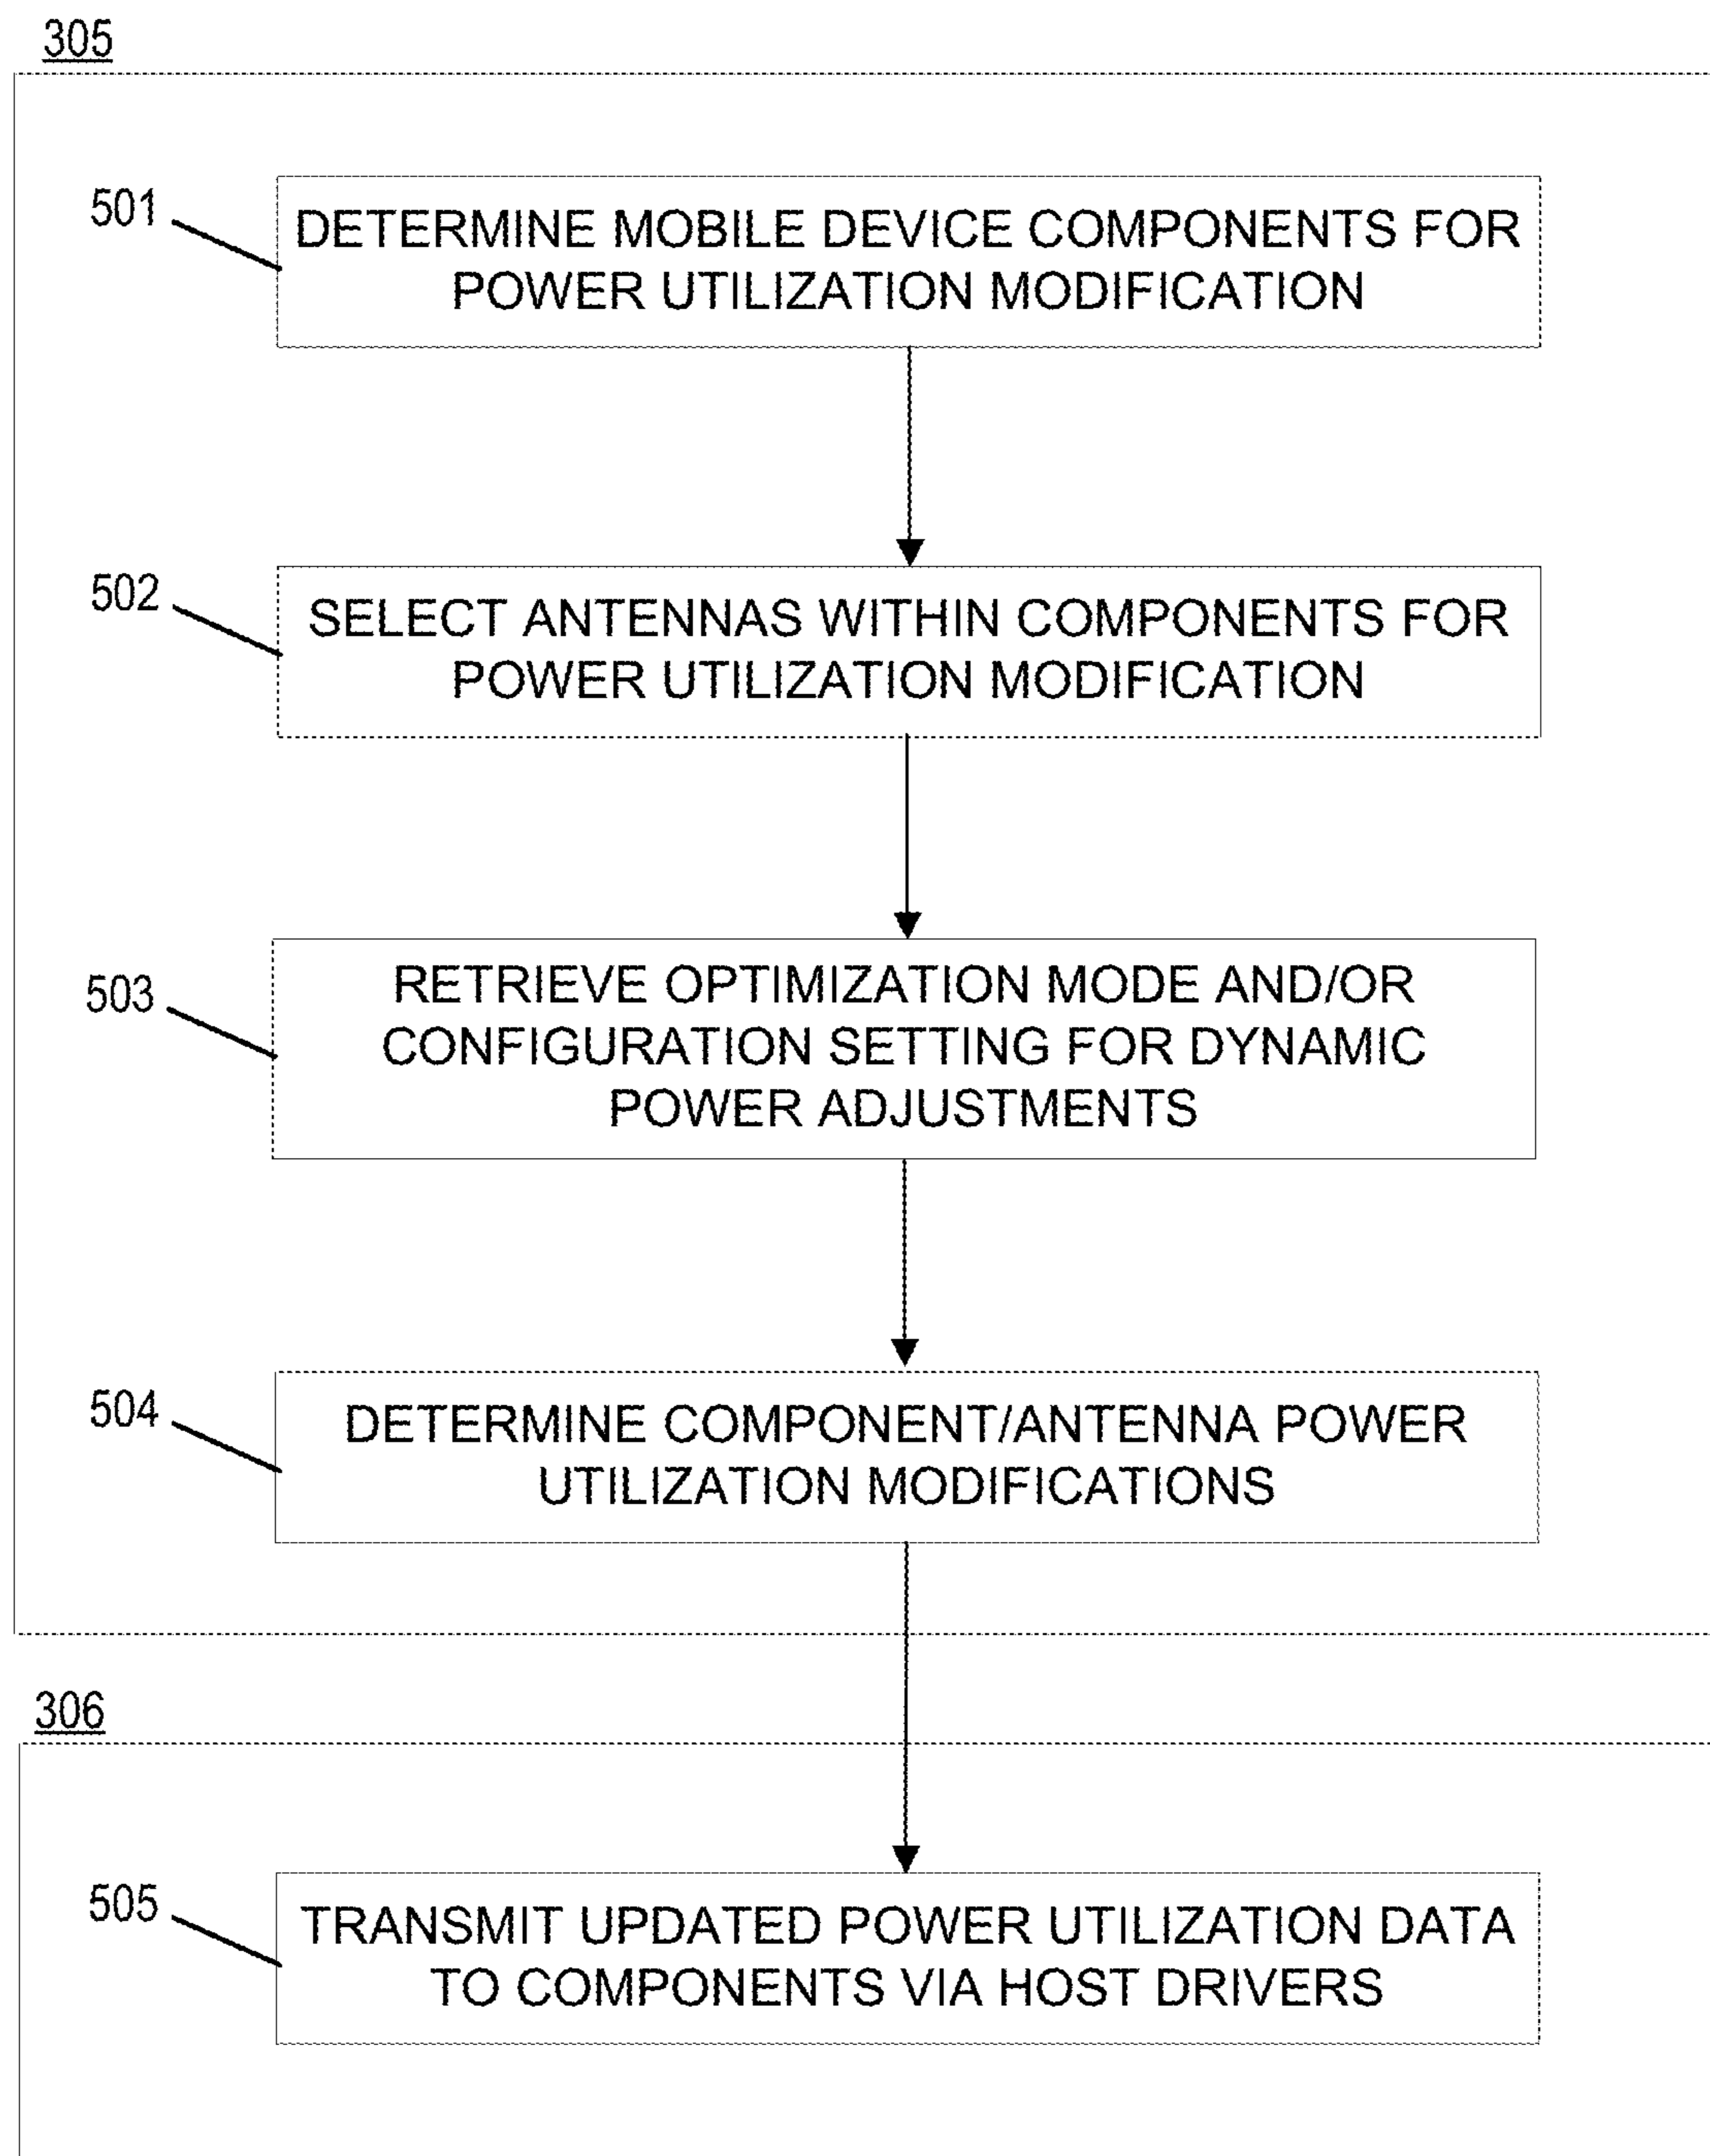 305
501
DETERMINE MOBILE DEVICE COMPONENTS FOR
POWER UTILIZATION MODIFICATION
502
SELECT ANTENNAS WITHIN COMPONENTS FOR
POWER UTILIZATION MODIFICATION
503
RETRIEVE OPTIMIZATION MODE AND/OR
CONFIGURATION SETTING FOR DYNAMIC
POWER ADJUSTMENTS
504
DETERMINE COMPONENT/ANTENNA POWER
UTILIZATION MODIFICATIONS
306
505
TRANSMIT UPDATED POWER UTILIZATION DATA
TO COMPONENTS VIA HOST DRIVERS